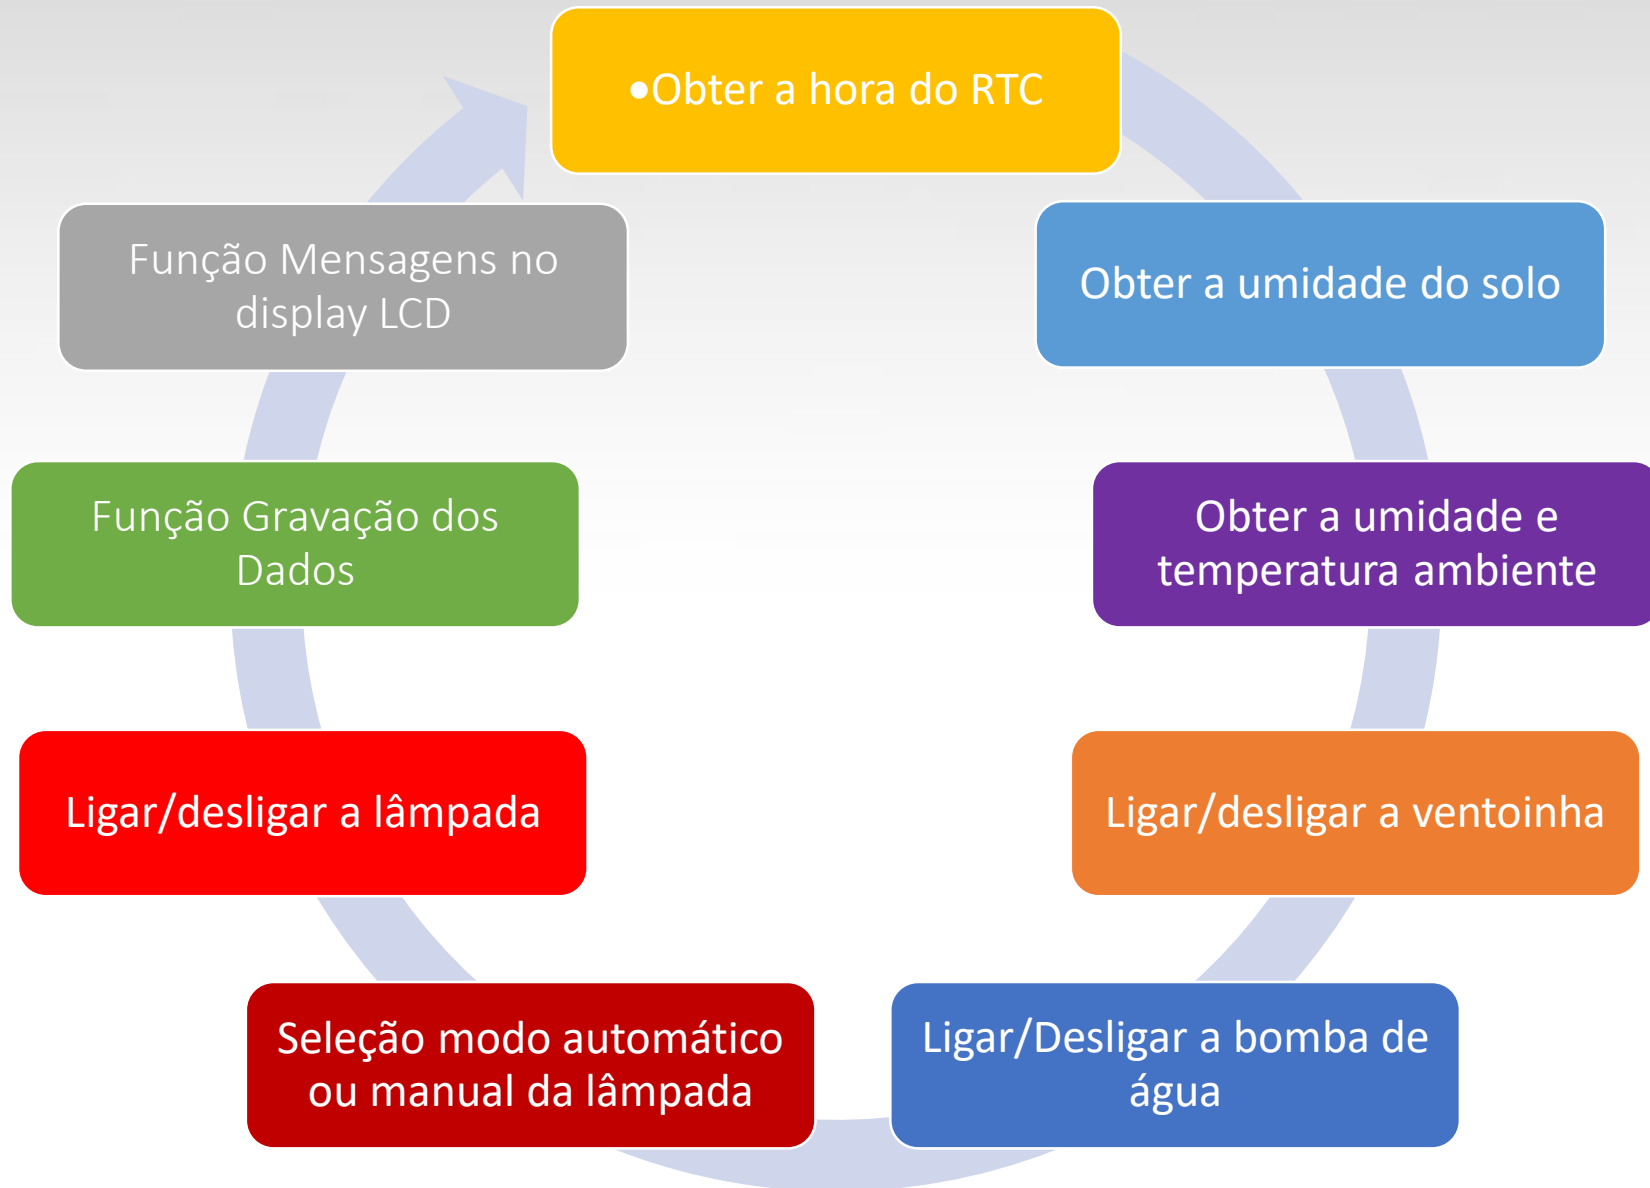 •Obter a hora do RTC
Obter a umidade do solo
Obter a umidade e
temperatura ambiente
Ligar/desligar a ventoinha
Ligar/Desligar a bomba de
água
Seleção modo automático
ou manual da lâmpada
Ligar/desligar a lâmpada
Função Gravação dos
Dados
Função Mensagens no
display LCD